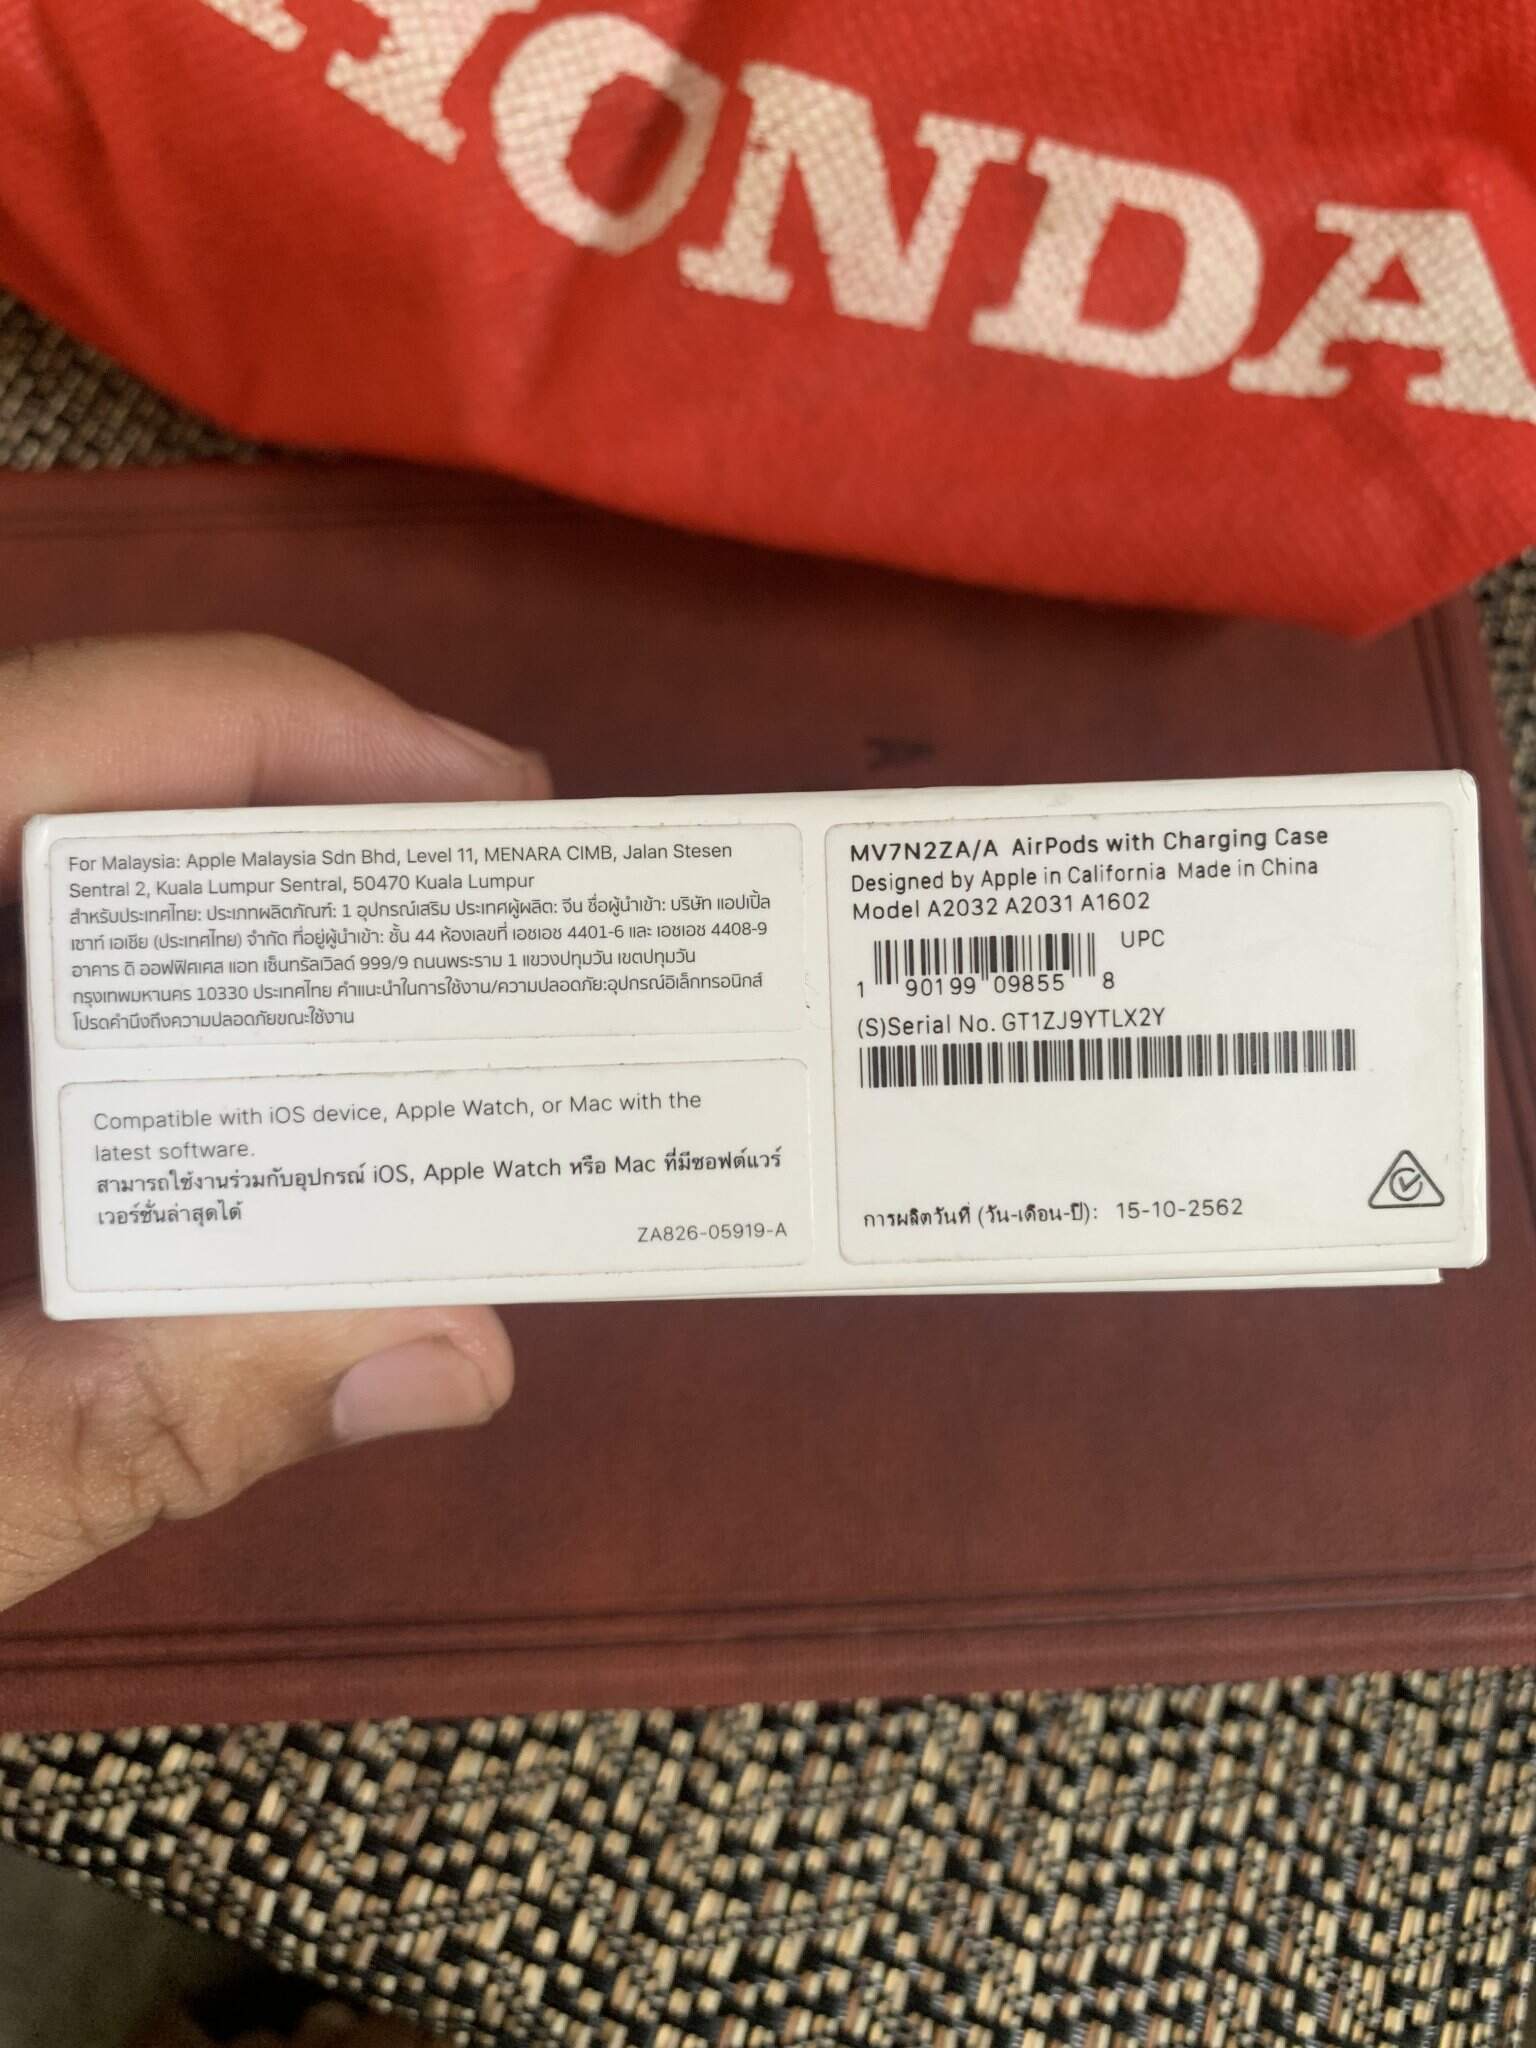 HONDA
For Malaysia: Apple Malaysia Sdn Bhd, Level 11, MENARA CIMB, Jalan Stesen
Sentral 2, Kuala Lumpur Sentral, 50470 Kuala Lumpur
สำหรับประเทศไทย: ประเภทผลิตภัณฑ์: 1 อุปกรณ์เสริม ประเทศผู้ผลิต: จีน ชื่อผู้นำเข้า: บริษัท แอปเปิ้ล
เซาท์ เอเชีย (ประเทศไทย) จำกัด ที่อยู่ผู้นำเข้า: ชั้น 44 ห้องเลขที่ เอชเอช 4401-6 และ เอชเอช 4408-9
อาคาร ดิ ออฟฟิศเศส แอท เซ็นทรัลเวิลด์ 999/9 ถนนพระราม 1 แขวงปทุมวัน เขตปทุมวัน
กรุงเทพมหานคร 10330 ประเทศไทย คำแนะนำในการใช้งาน/ความปลอดภัย:อุปกรณ์อิเล็กทรอนิกส์
โปรดคำนึงถึงความปลอดภัยขณะใช้งาน
Compatible with iOS device, Apple Watch, or Mac with the
latest software.
สามารถใช้งานร่วมกับอุปกรณ์ iOS, Apple Watch หรือ Mac ที่มีซอฟต์แวร์
เวอร์ชั่นล่าสุดได้
ZA826-05919-A
MV7N2ZA/A AirPods with Charging Case
Designed by Apple in California Made in China
Model A2032 A2031 A1602
UPC
1 90199 09855 8
(S)Serial No. GT1ZJ9YTLX2Y
การผลิตวันที่ (วัน-เดือน-ปี): 15-10-2562